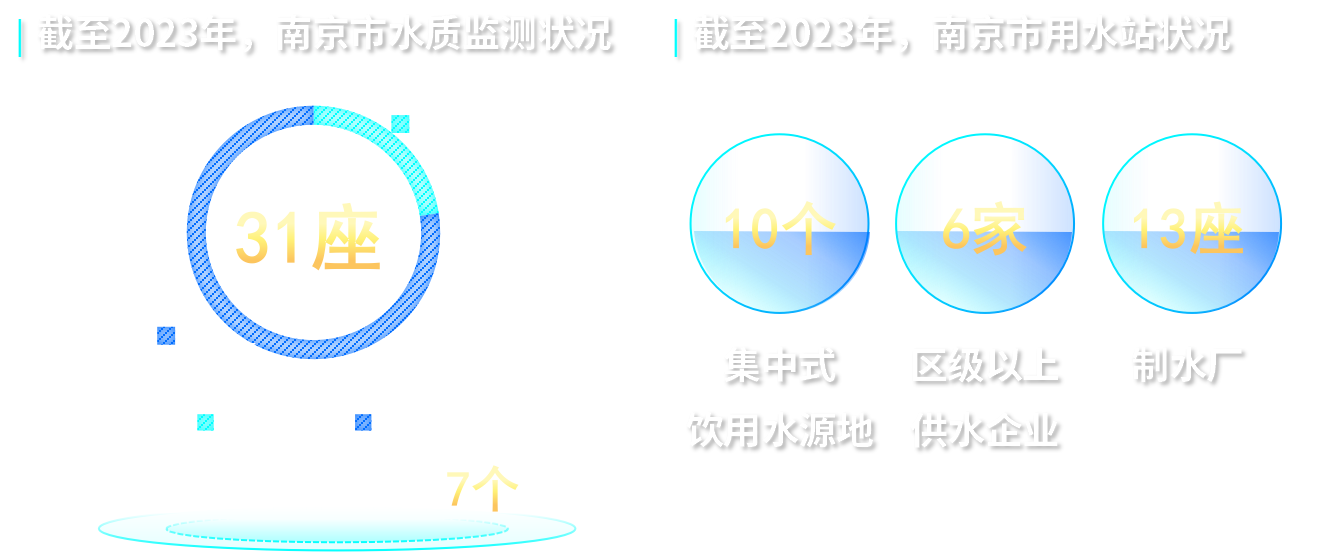 截至2023年，南京市水质监测状况
31座
7个
截至2023年，南京市用水站状况
10个
6家
13座
集中式
饮用水源地
区级以上
供水企业
制水厂